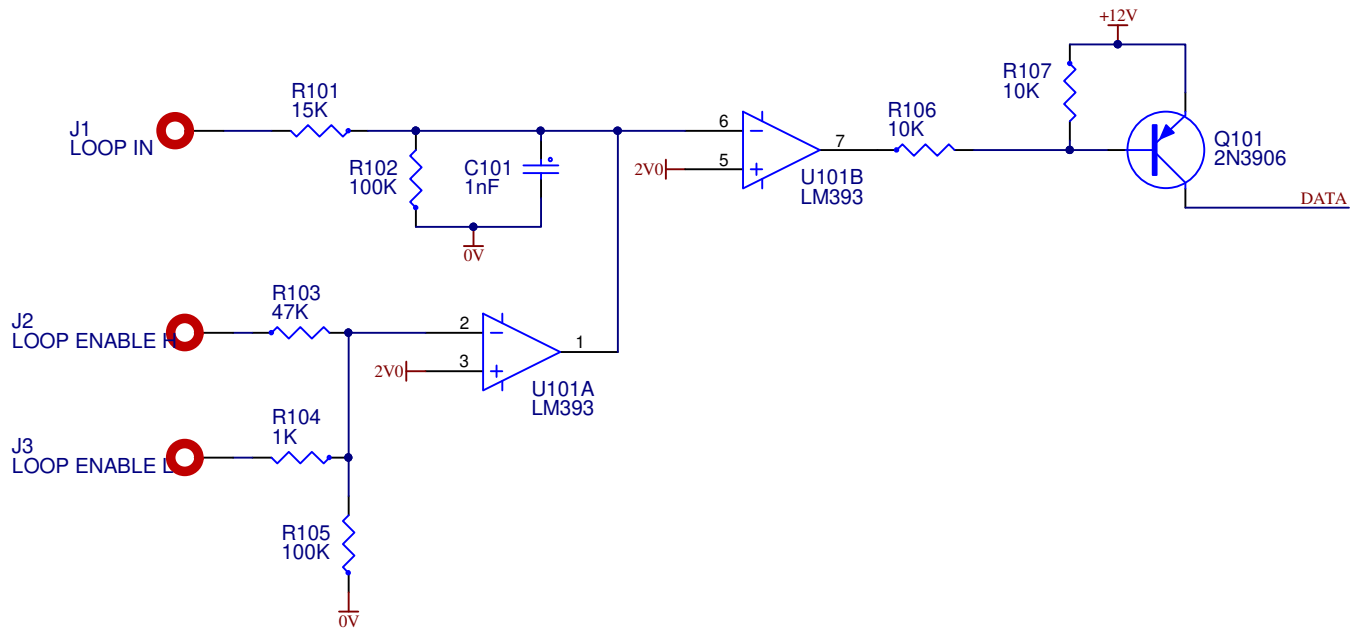 +12V
R101
15K
J1
LOOP IN
R102
100K
C101
1nF
0V
6
5
2V0
7
U101B
LM393
R106
10K
R107
10K
Q101
2N3906
DATA
J2
LOOP ENABLE H
R103
47K
2
3
2V0
1
U101A
LM393
J3
LOOP ENABLE L
R104
1K
R105
100K
0V